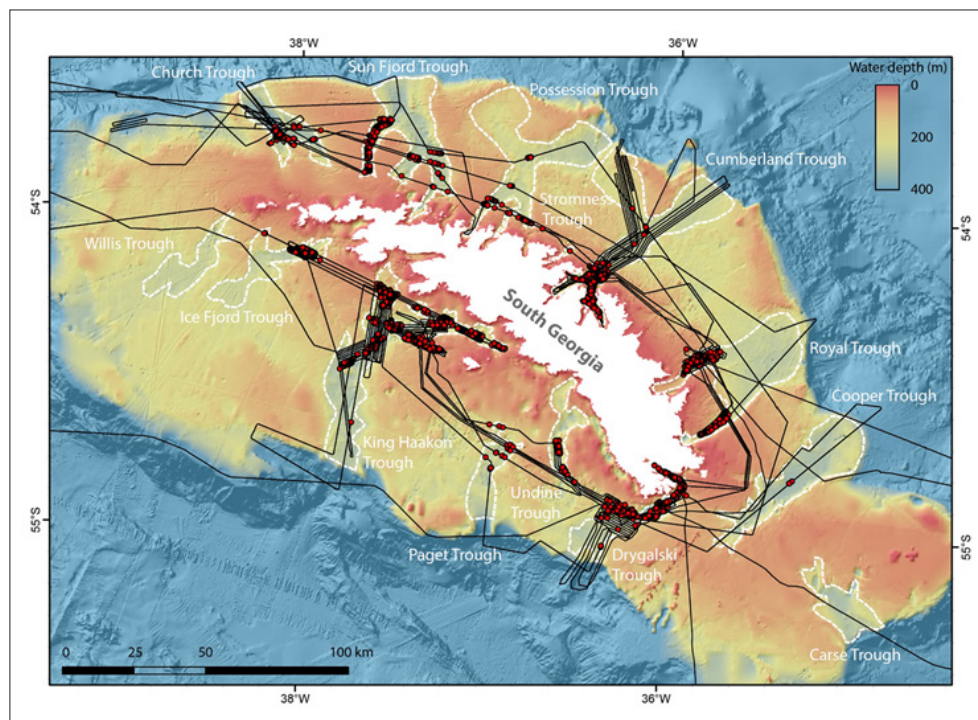 38°W
36°W
Church Trough
Sun Fjord Trough
Possession Trough
Water depth (m)
0
200
400
Cumberland Trough
54°S
54°S
Stromness
Trough
Willis Trough
Ice Fjord Trough
South Georgia
Royal Trough
Cooper Trough
King Haakon
Trough
Undine
Trough
55°S
55°S
Paget Trough
Drygalski
Trough
Carse Trough
0
25
50
100 km
38°W
36°W